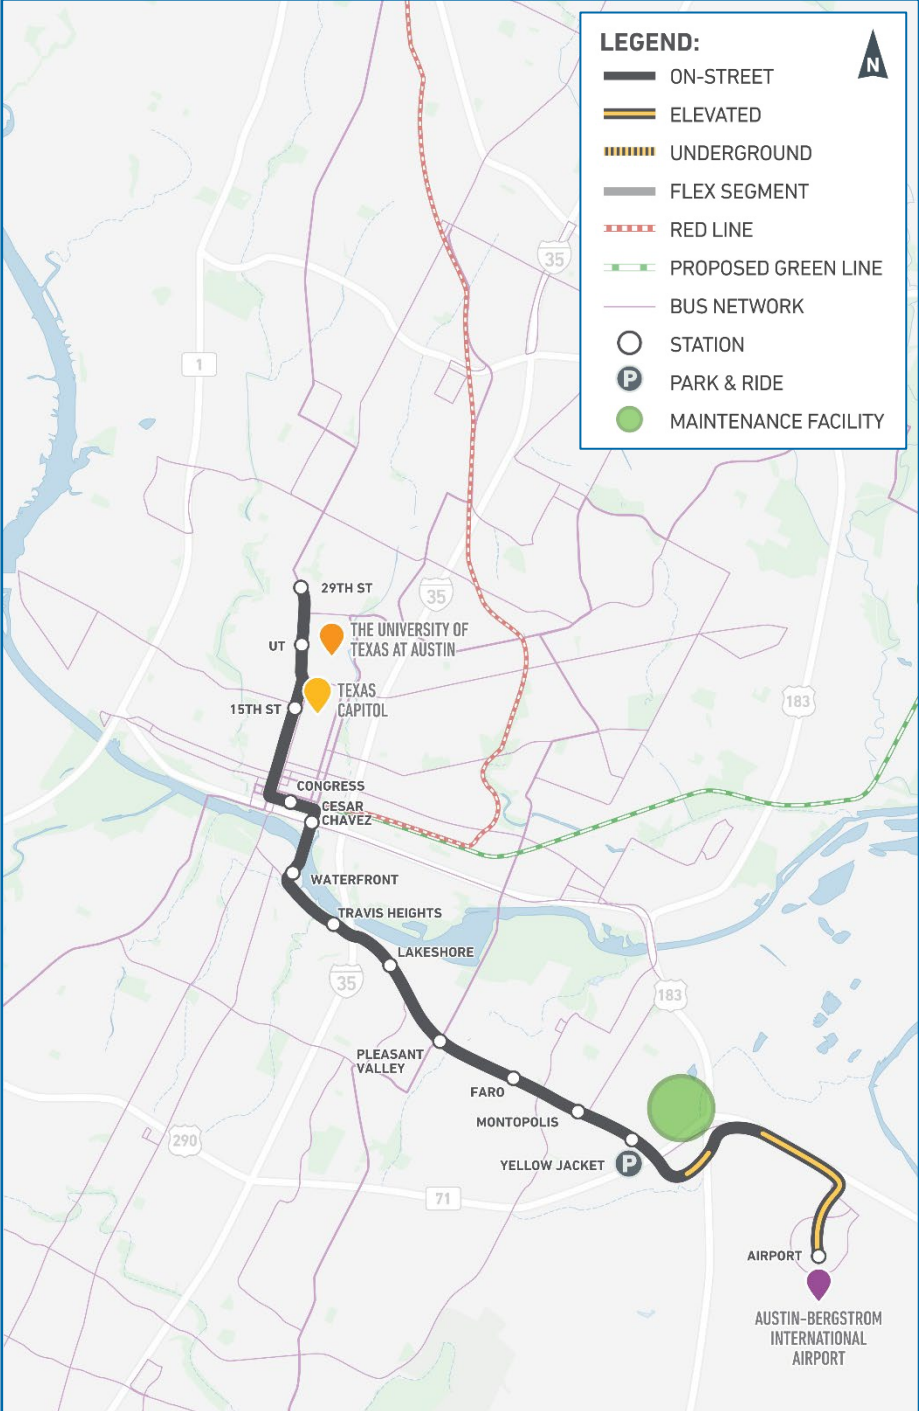 LEGEND:
N
ON-STREET
ELEVATED
UNDERGROUND
FLEX SEGMENT
RED LINE
PROPOSED GREEN LINE
BUS NETWORK
STATION
P PARK & RIDE
MAINTENANCE FACILITY
35
1
29TH ST
35
THE UNIVERSITY OF
TEXAS AT AUSTIN
UT
TEXAS
CAPITOL
15TH ST
183
CONGRESS
CESAR
CHAVEZ
WATERFRONT
TRAVIS HEIGHTS
LAKESHORE
35
183
PLEASANT
VALLEY
FARO
MONTOPOLIS
290
YELLOW JACKET P
71
AIRPORT
AUSTIN-BERGSTROM
INTERNATIONAL
AIRPORT